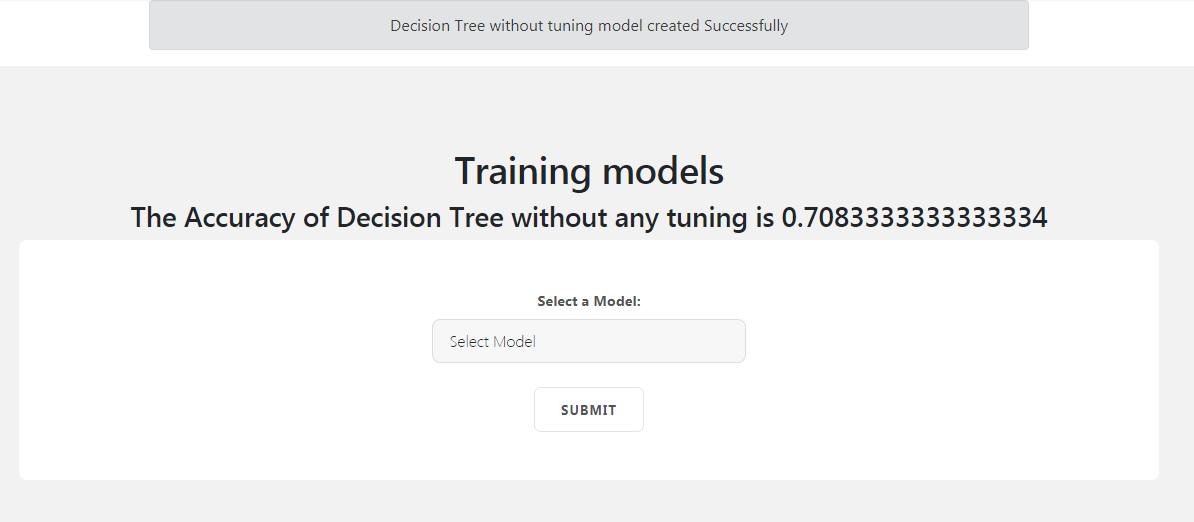 Decision Tree without tuning model created Successfully
Training models
The Accuracy of Decision Tree without any tuning is 0.7083333333333334
Select a Model:
Select Model
SUBMIT